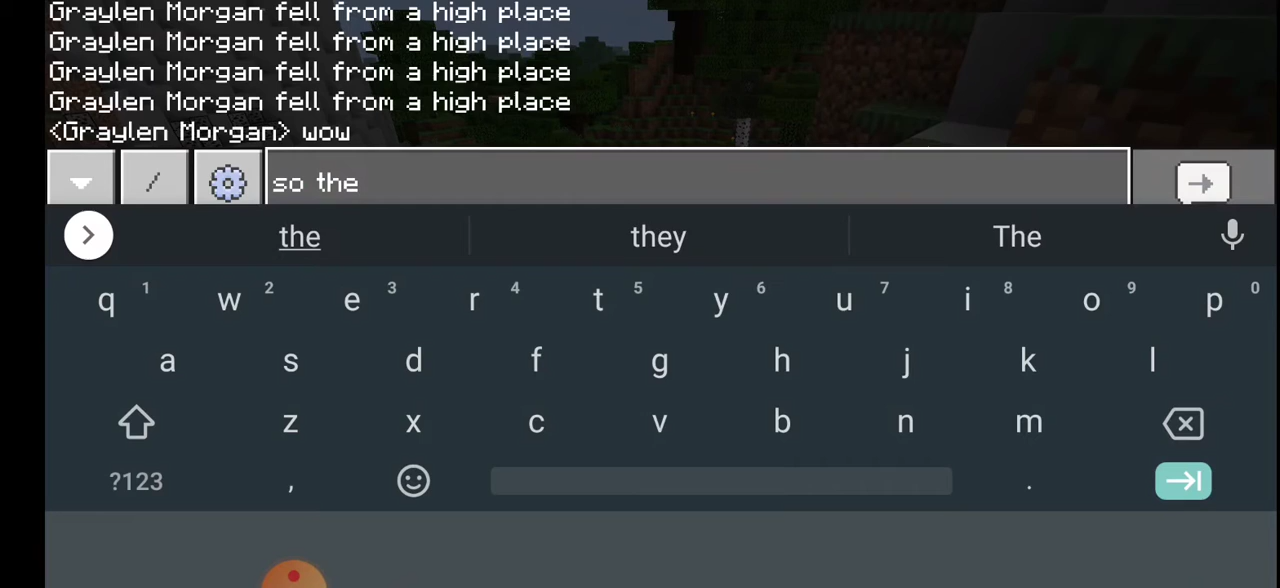 Graylen Morgan fell from a high place
Graylen Morgan fell from a high place
Graylen Morgan fell from a high place
Graylen Morgan fell from a high place
<Graylen Morgan> wow
/ so the
the they The
q 1 w 2 e 3 r 4 t 5 y 6 u 7 i 8 o 9 p 0
a s d f g h j k l
z x c v b n m
?123 , .